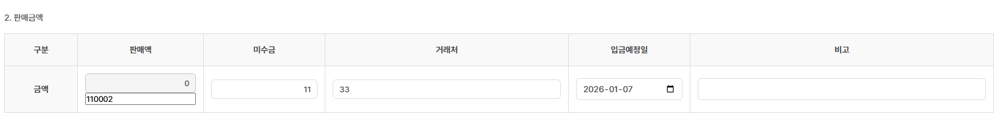 2. 판매금액
구분 판매액 미수금 거래처 입금예정일 비고
금액 0 11 33 2026-01-07
110002